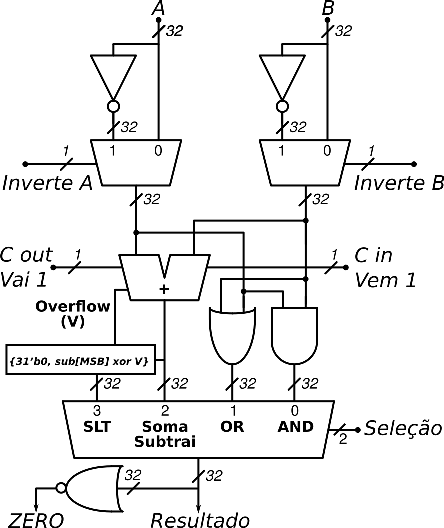 A B
32 32
32 32
1 0 1 0
1 1
Inverte A Inverte B
32 32
C out C in
Vai 1 Vem 1
1 1
+
Overflow
(V)
{31'b0, sub[MSB] xor V}
32 32 32 32
3 2 1 0
SLT Soma OR AND
Subtrai
Seleção
2
32 32
ZERO Resultado